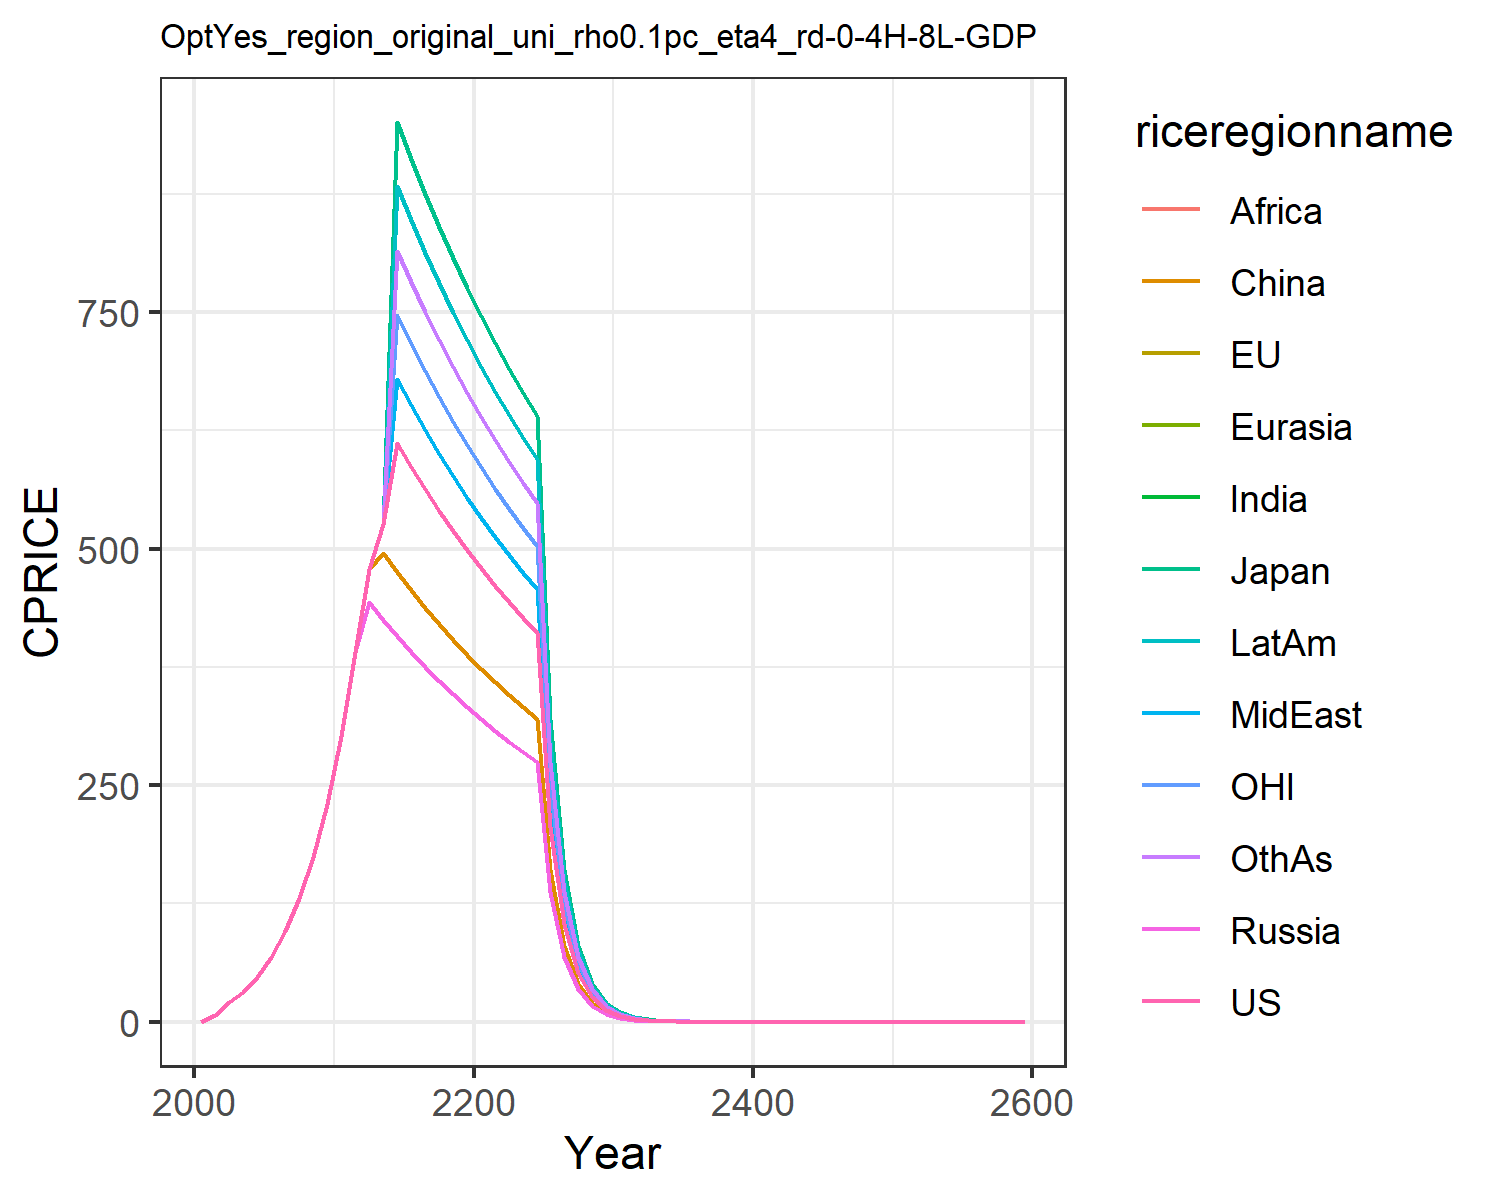 OptYes_region_original_uni_rho0.1pc_eta4_rd-0-4H-8L-GDP
CPRICE
750
500
250
0
2000
2200
2400
2600
Year
riceregionname
Africa
China
EU
Eurasia
India
Japan
LatAm
MidEast
OHI
OthAs
Russia
US